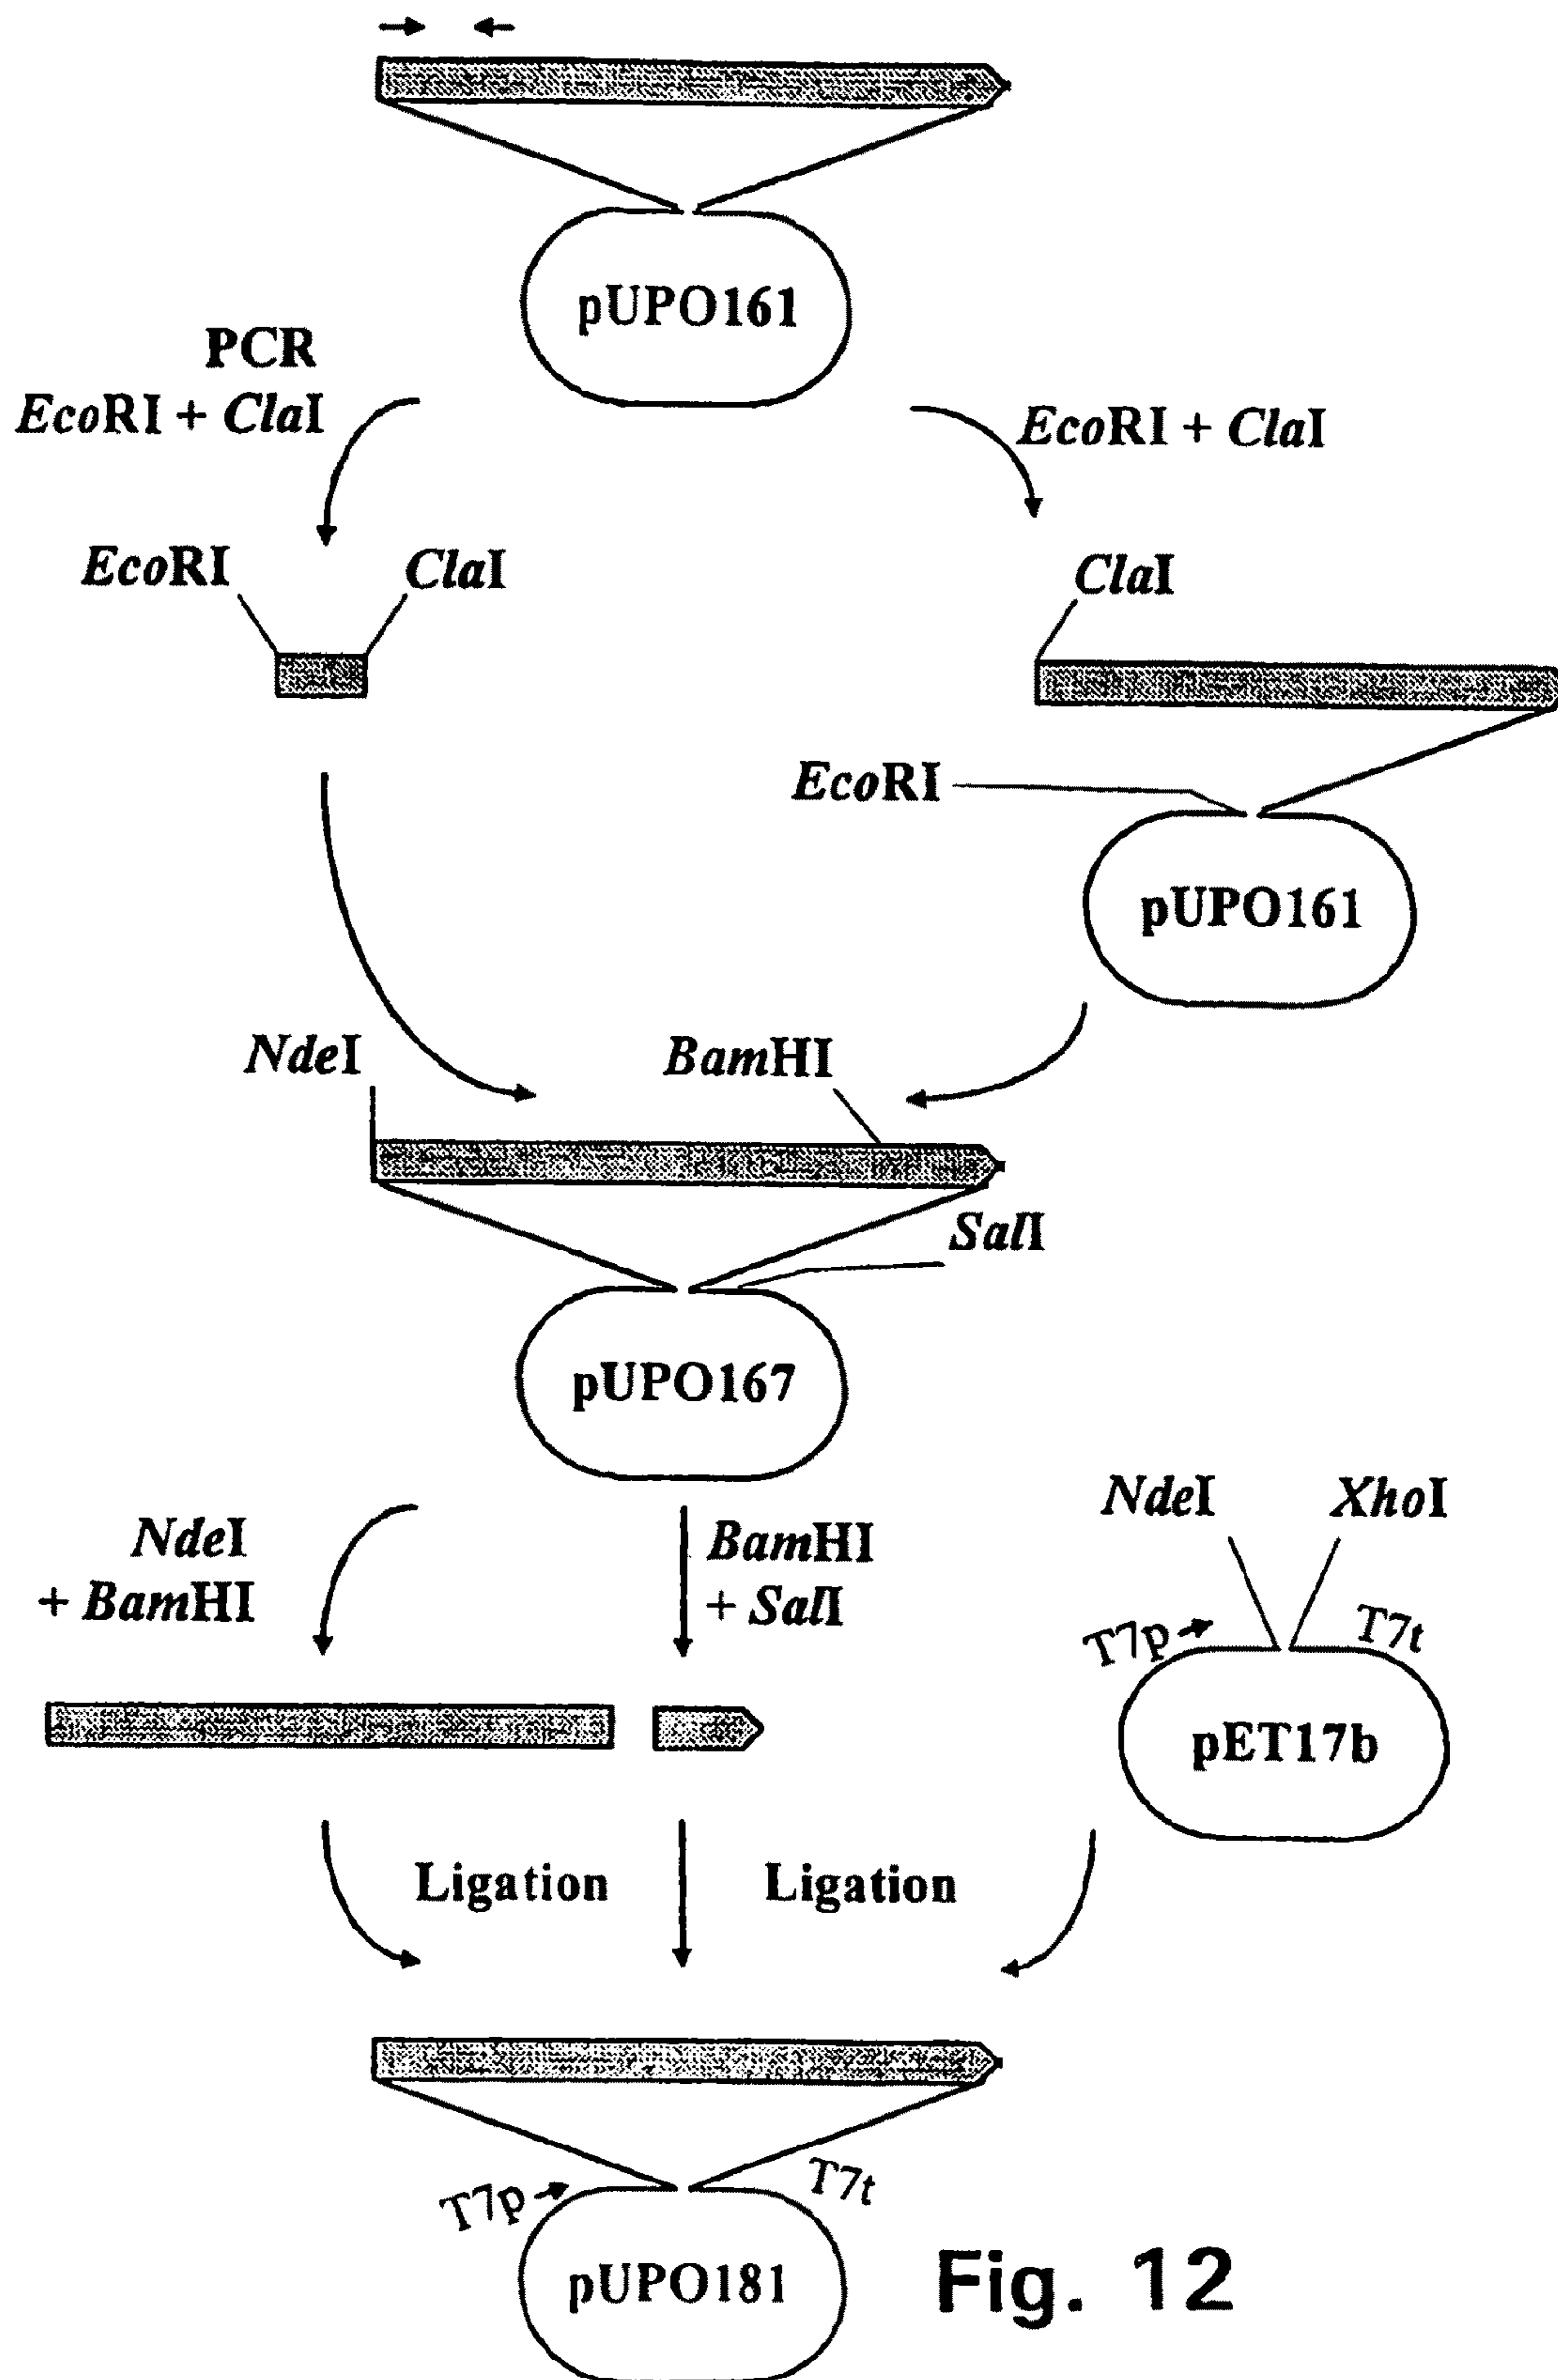 pUPO161
PCR
EcoRI + ClaI
EcoRI + ClaI
EcoRI
ClaI
ClaI
EcoRI
pUPO161
NdeI
BamHI
SalI
pUPO167
NdeI
+ BamHI
BamHI
+ SalI
NdeI
XhoI
T7p
T7t
pET17b
Ligation
Ligation
T7p
T7t
pUPO181
Fig. 12